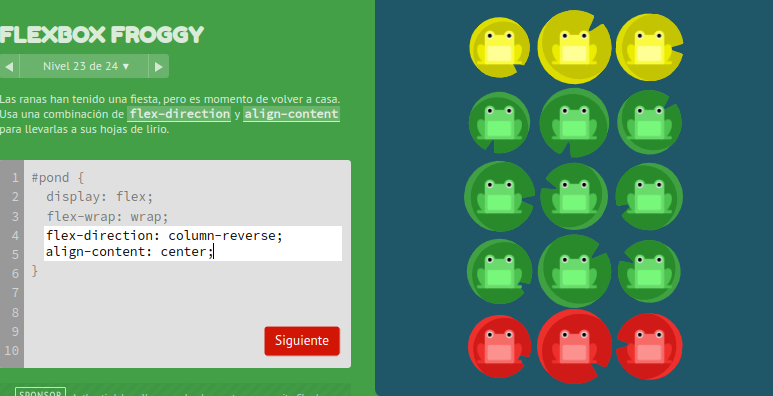 FLEXBOX FROGGY
◀ Nivel 23 de 24 ▼ ▶
Las ranas han tenido una fiesta, pero es momento de volver a casa.
Usa una combinación de flex-direction y align-content
para llevarlas a sus hojas de lirio.
1 #pond {
2 display: flex;
3 flex-wrap: wrap;
4 flex-direction: column-reverse;
5 align-content: center;
6 }
7
8
9
10
Siguiente
SPONSOR